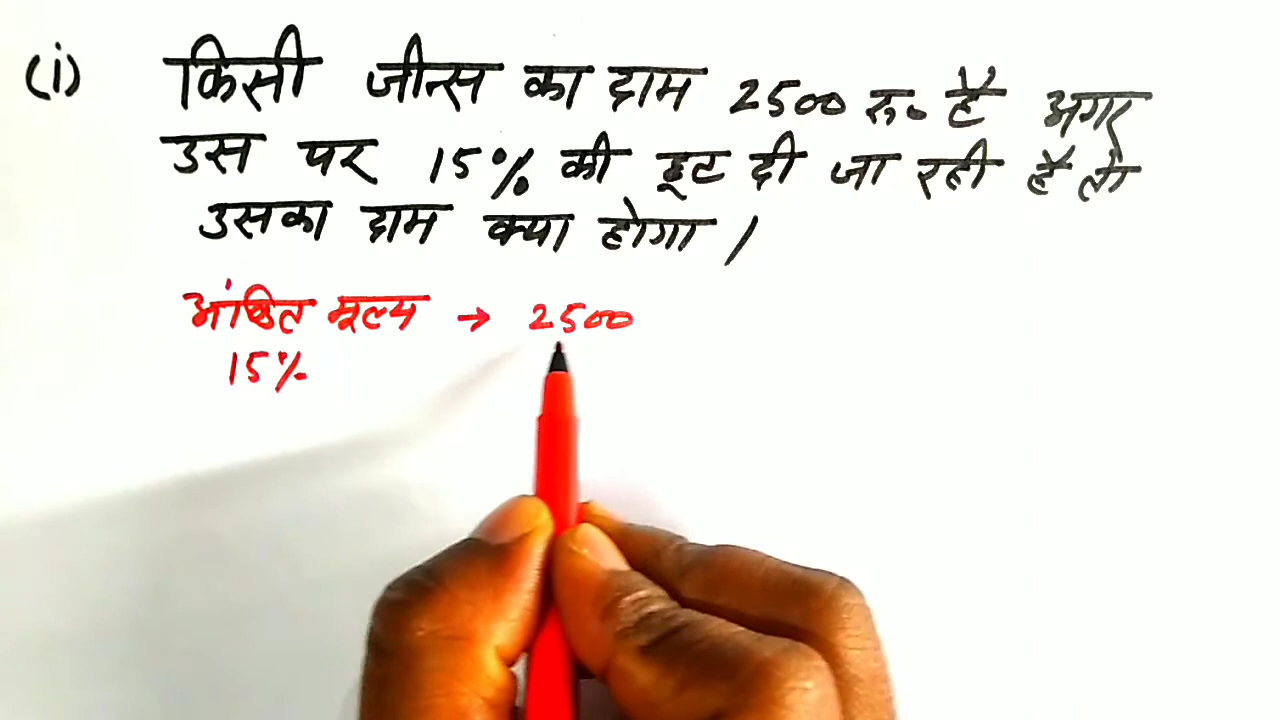 (i) किसी जीन्स का दाम 2500 रु. है अगर
उस पर 15% की छूट दी जा रही है तो
उसका दाम क्या होगा ।
अंकित मूल्य → 2500
15%